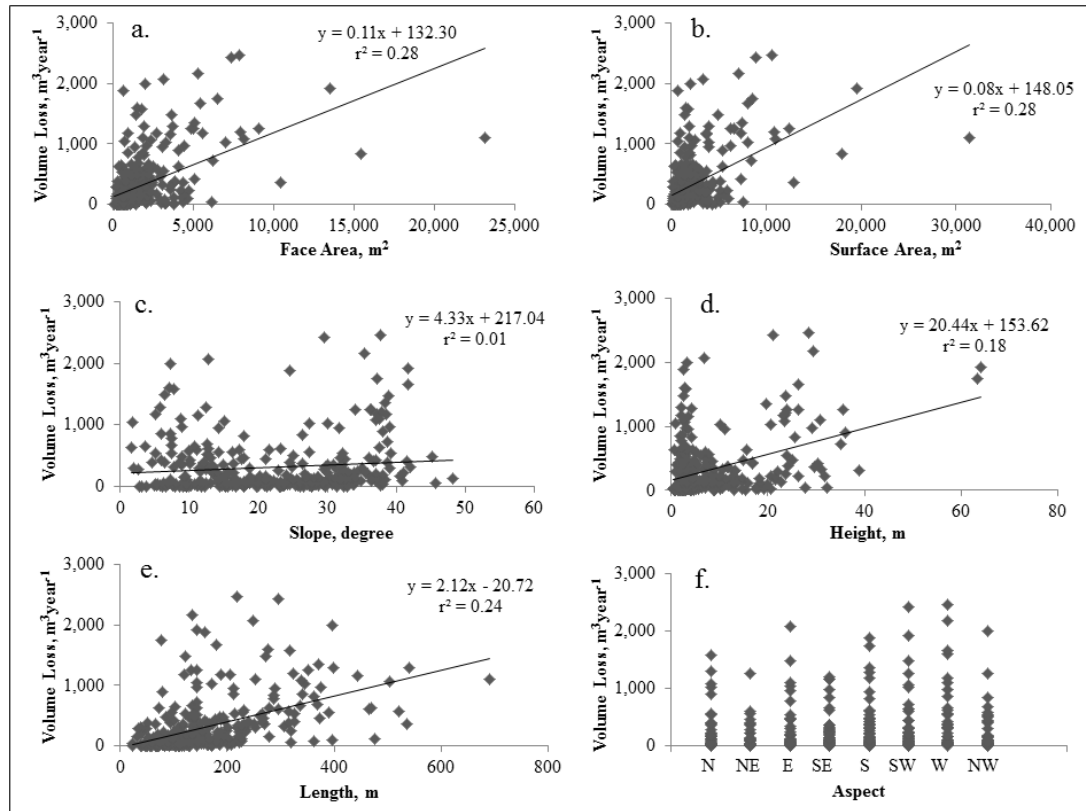 a.
y = 0.11x + 132.30
r² = 0.28
Volume Loss, m³year⁻¹
3,000
2,000
1,000
0
0
5,000
10,000
15,000
20,000
25,000
Face Area, m²
b.
y = 0.08x + 148.05
r² = 0.28
Volume Loss, m³year⁻¹
3,000
2,000
1,000
0
0
10,000
20,000
30,000
40,000
Surface Area, m²
c.
y = 4.33x + 217.04
r² = 0.01
Volume Loss, m³year⁻¹
3,000
2,000
1,000
0
0
10
20
30
40
50
60
Slope, degree
d.
y = 20.44x + 153.62
r² = 0.18
Volume Loss, m³year⁻¹
3,000
2,000
1,000
0
0
20
40
60
80
Height, m
e.
y = 2.12x - 20.72
r² = 0.24
Volume Loss, m³year⁻¹
3,000
2,000
1,000
0
0
200
400
600
800
Length, m
f.
Volume Loss, m³year⁻¹
3,000
2,000
1,000
0
N
NE
E
SE
S
SW
W
NW
Aspect